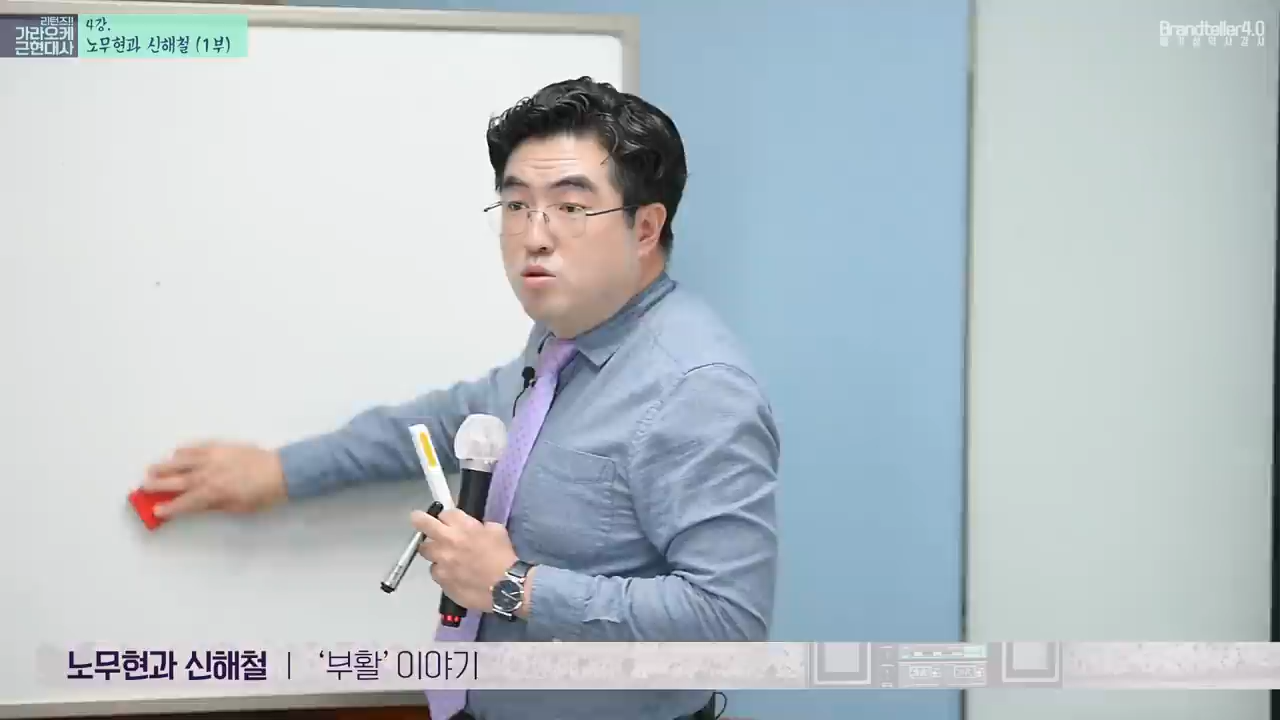 리턴즈!!
가라오케
근현대사
4강.
노무현과 신해철 (1부)
Brandteller4.0
노무현과 신해철 | ‘부활’ 이야기